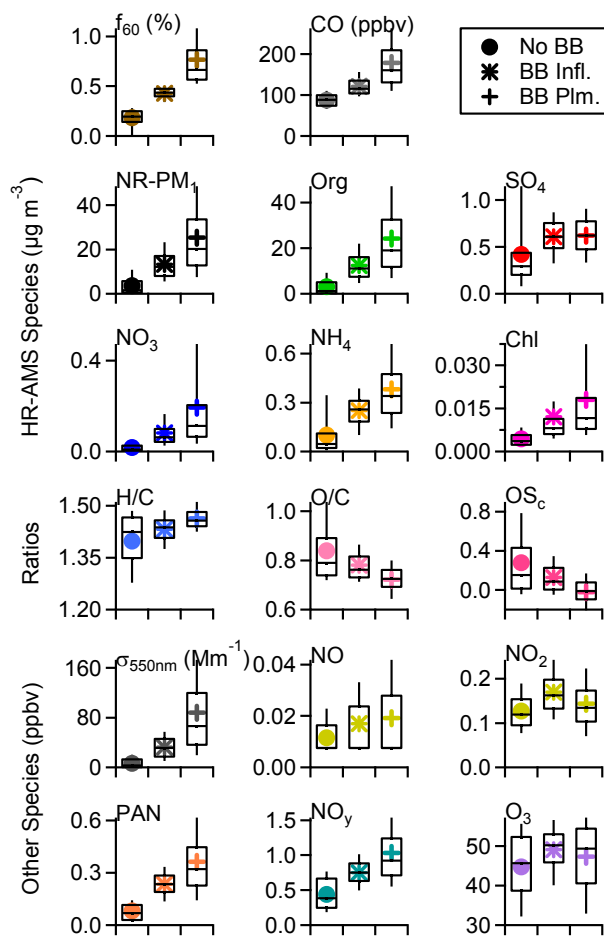 f60 (%)
CO (ppbv)
No BB
BB Infl.
BB Plm.
1.0
0.5
0.0
200
100
0
HR-AMS Species (µg m-3)
NR-PM1
Org
SO4
40
20
0
40
20
0
1.0
0.5
0.0
NO3
NH4
Chl
0.4
0.0
0.6
0.3
0.0
0.030
0.015
0.000
Ratios
H/C
O/C
OSc
1.50
1.35
1.20
1.0
0.8
0.6
0.8
0.4
0.0
Other Species (ppbv)
σ550nm (Mm-1)
NO
NO2
160
80
0
0.04
0.02
0.00
0.2
0.1
0.0
PAN
NOy
O3
0.6
0.3
0.0
1.5
1.0
0.5
0.0
50
40
30